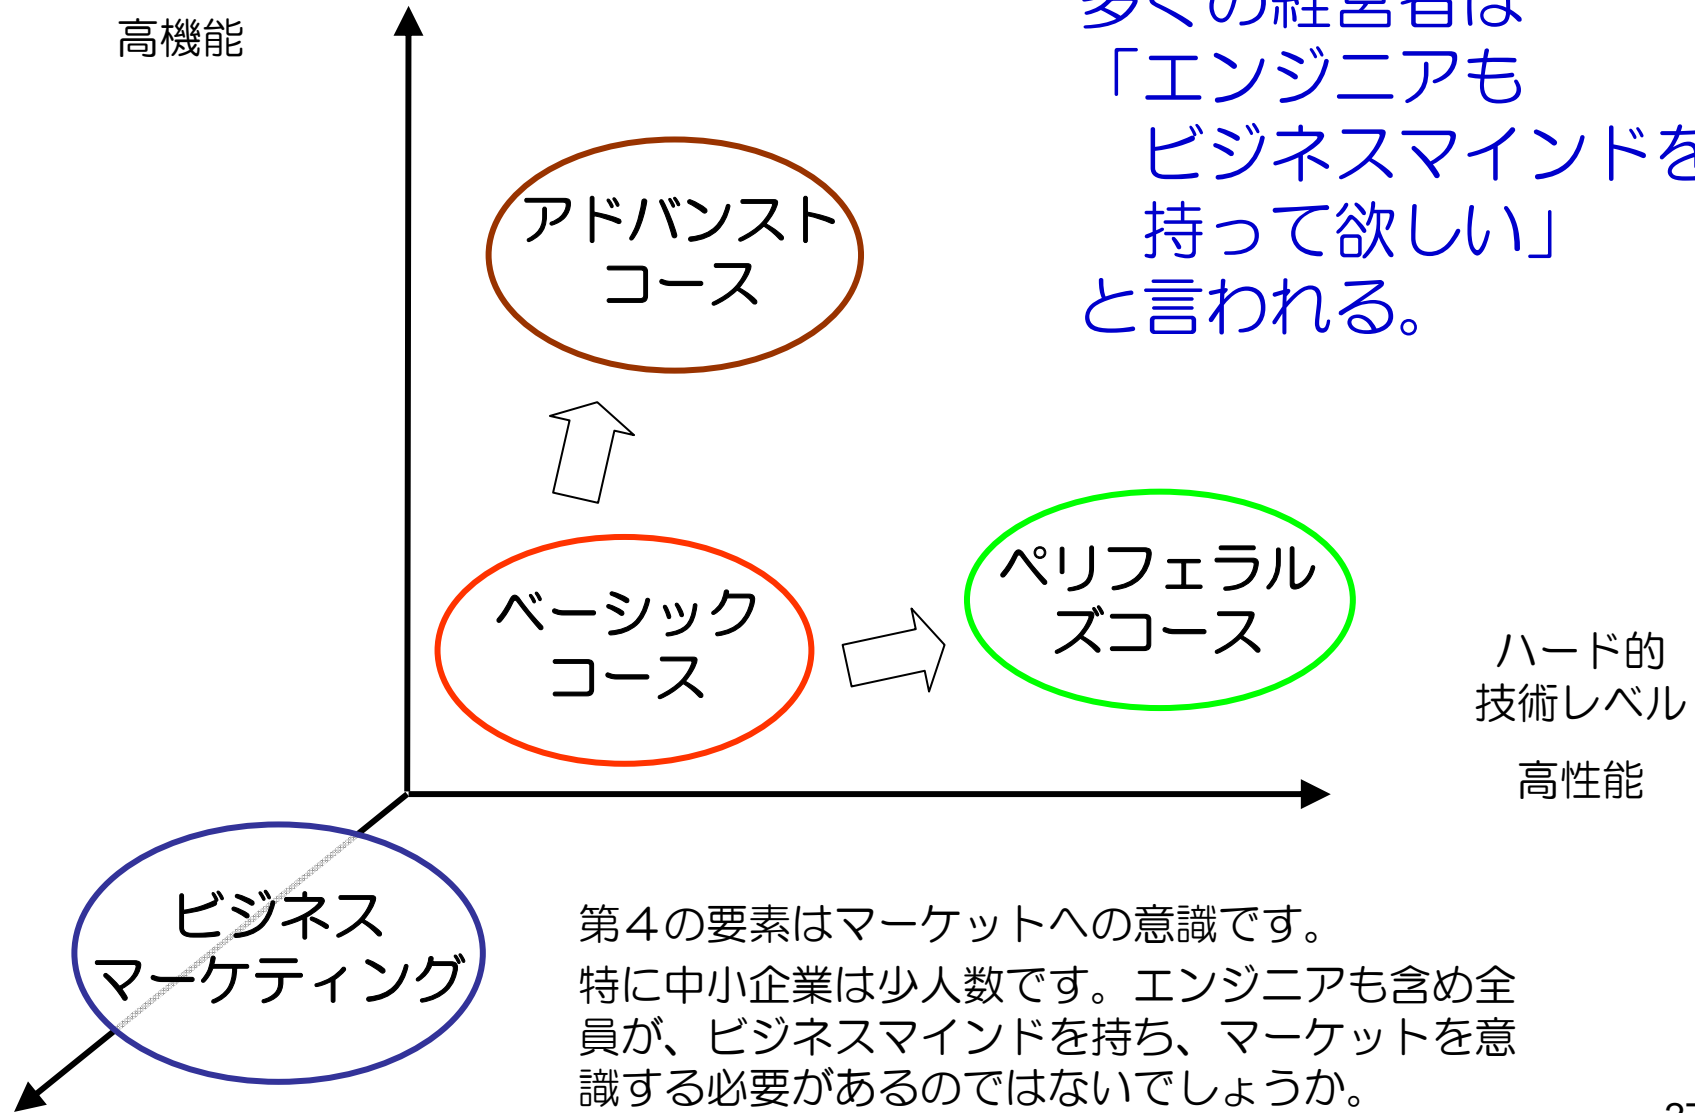 高機能
多くの経営者は
「エンジニアも
ビジネスマインドを
持って欲しい」
と言われる。
アドバンスト
コース
ベーシック
コース
ペリフェラル
ズコース
ハード的
技術レベル
高性能
ビジネス
マーケティング
第４の要素はマーケットへの意識です。
特に中小企業は少人数です。エンジニアも含め全
員が、ビジネスマインドを持ち、マーケットを意
識する必要があるのではないでしょうか。